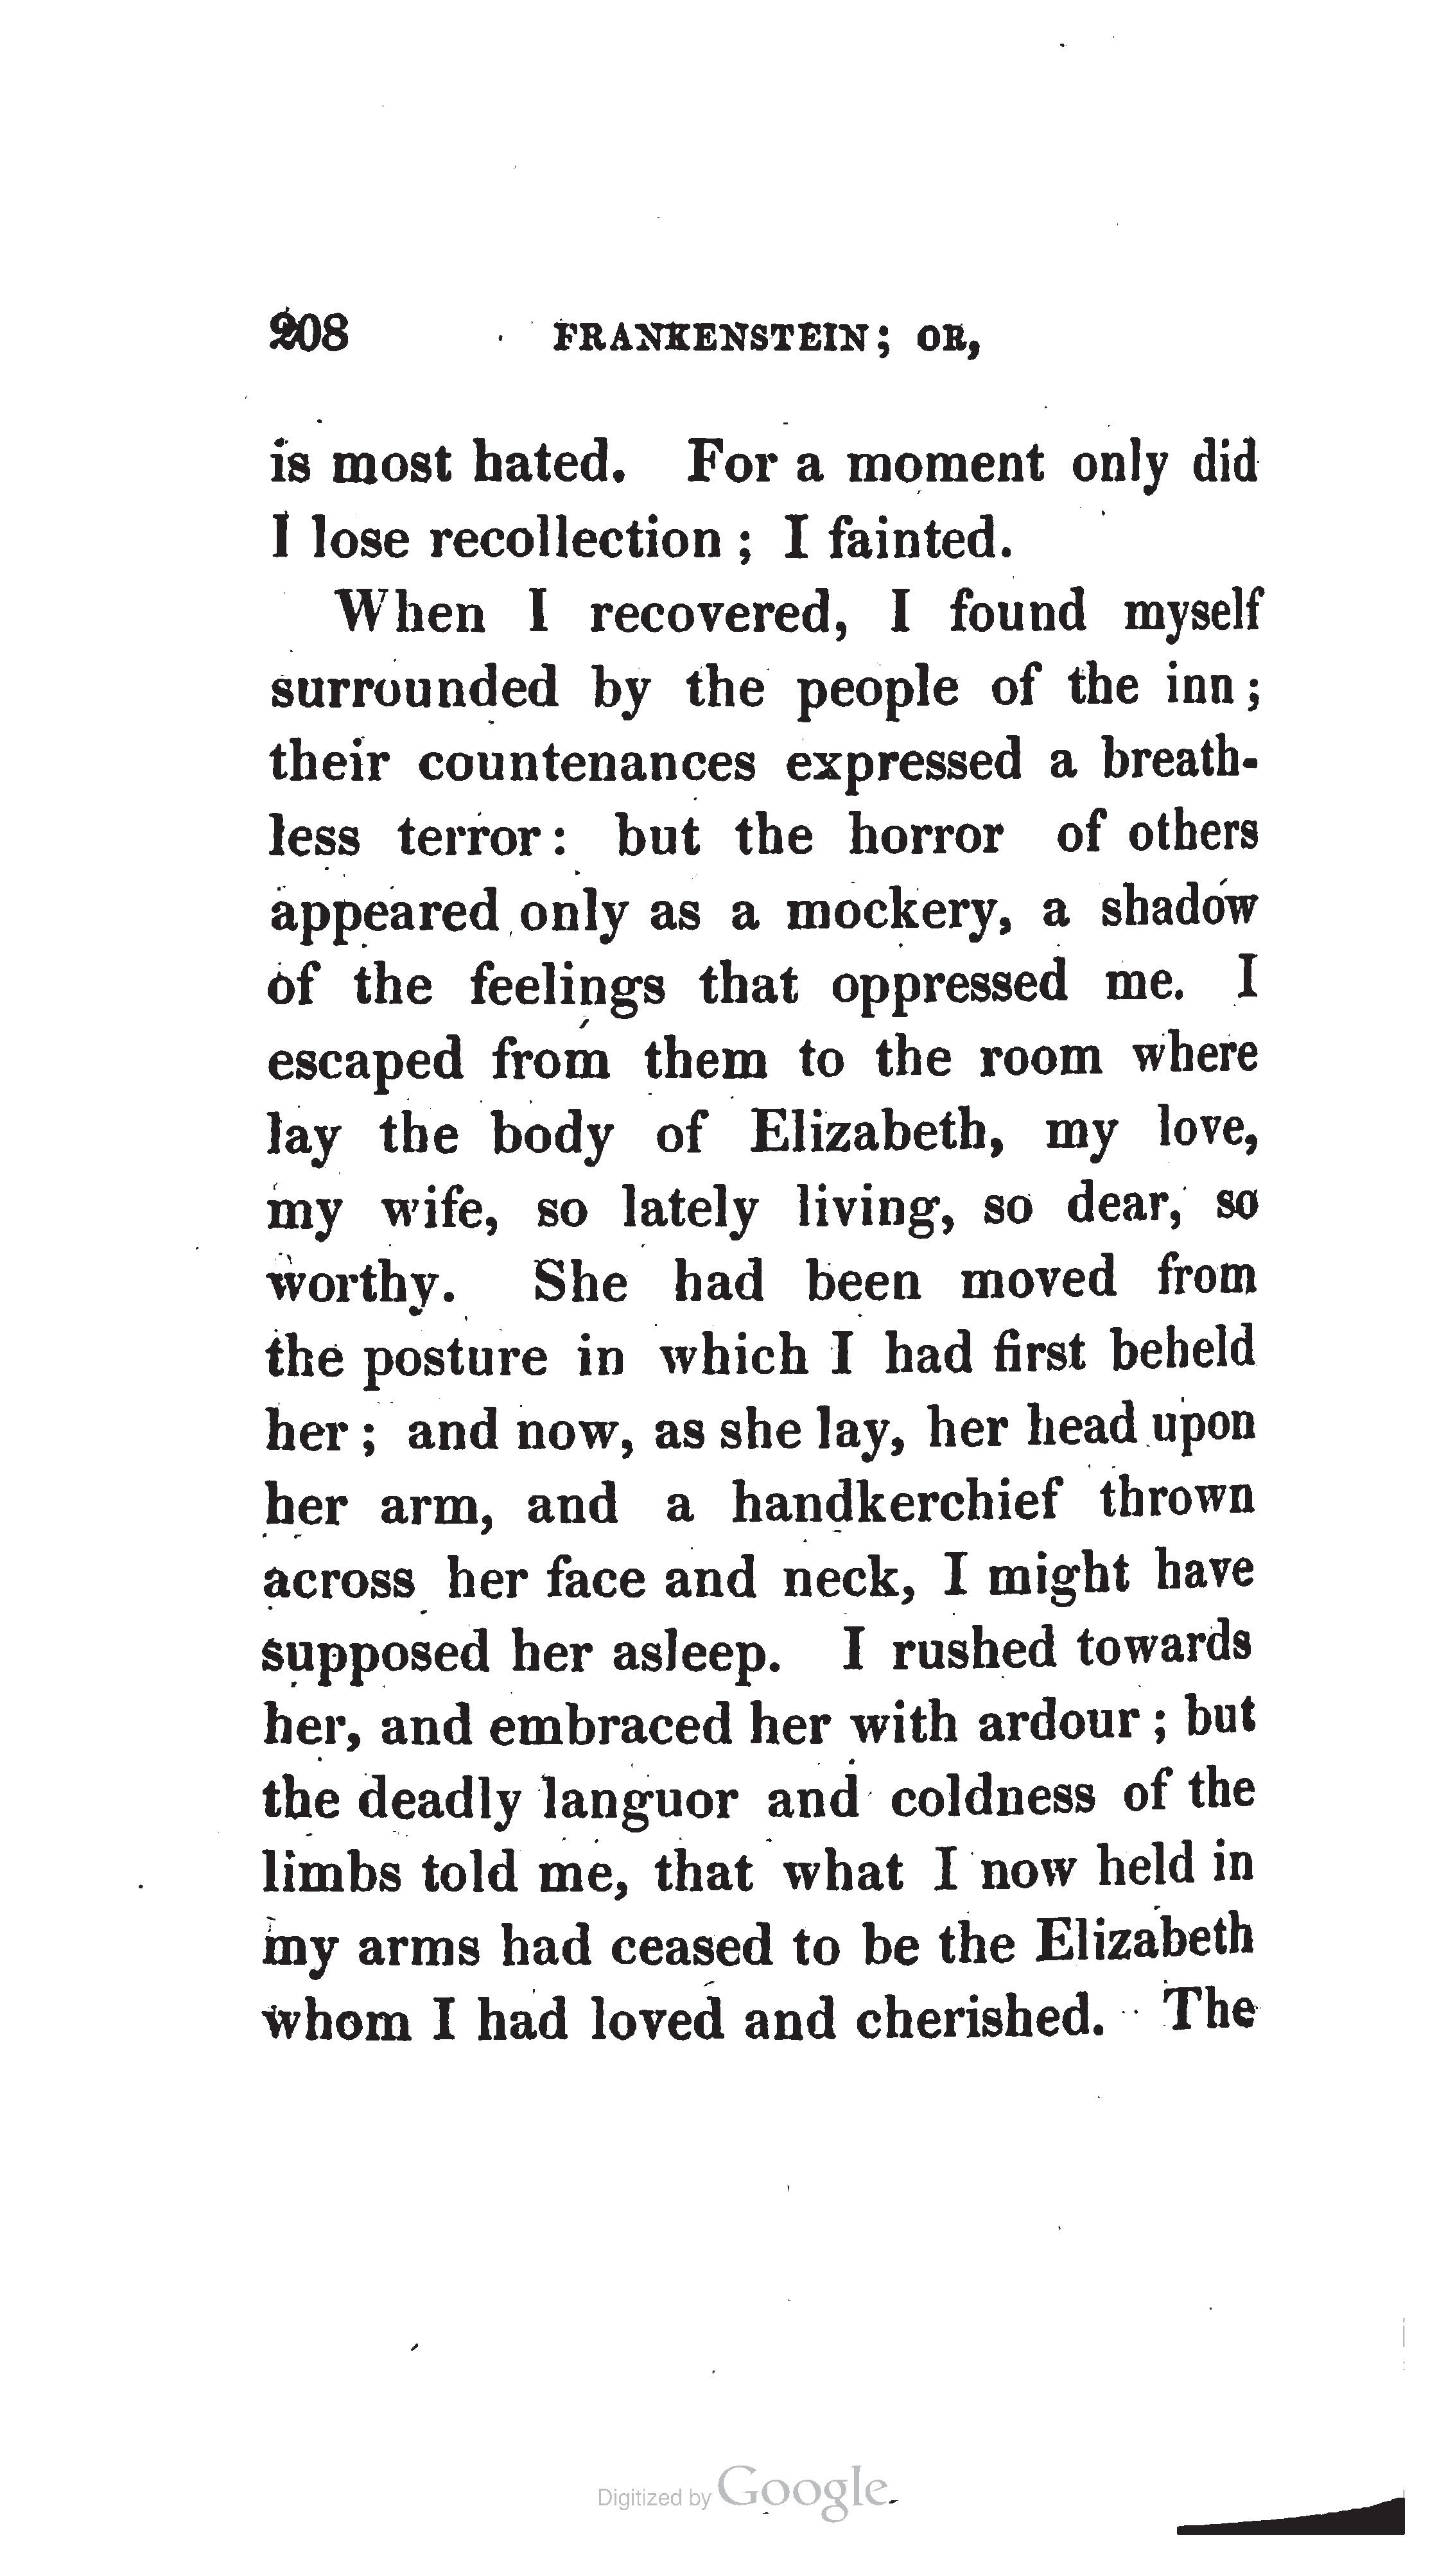 208 FRANKENSTEIN; OR,
is most hated. For a moment only did
I lose recollection ; I fainted.
When I recovered, I found myself
surrounded by the people of the inn ;
their countenances expressed a breath-
less terror : but the horror of others
appeared only as a mockery, a shadow
of the feelings that oppressed me. I
escaped from them to the room where
lay the body of Elizabeth, my love,
my wife, so lately living, so dear, so
worthy. She had been moved from
the posture in which I had first beheld
her ; and now, as she lay, her head upon
her arm, and a handkerchief thrown
across her face and neck, I might have
supposed her asleep. I rushed towards
her, and embraced her with ardour ; but
the deadly languor and coldness of the
limbs told me, that what I now held in
my arms had ceased to be the Elizabeth
whom I had loved and cherished. The
Digitized by Google